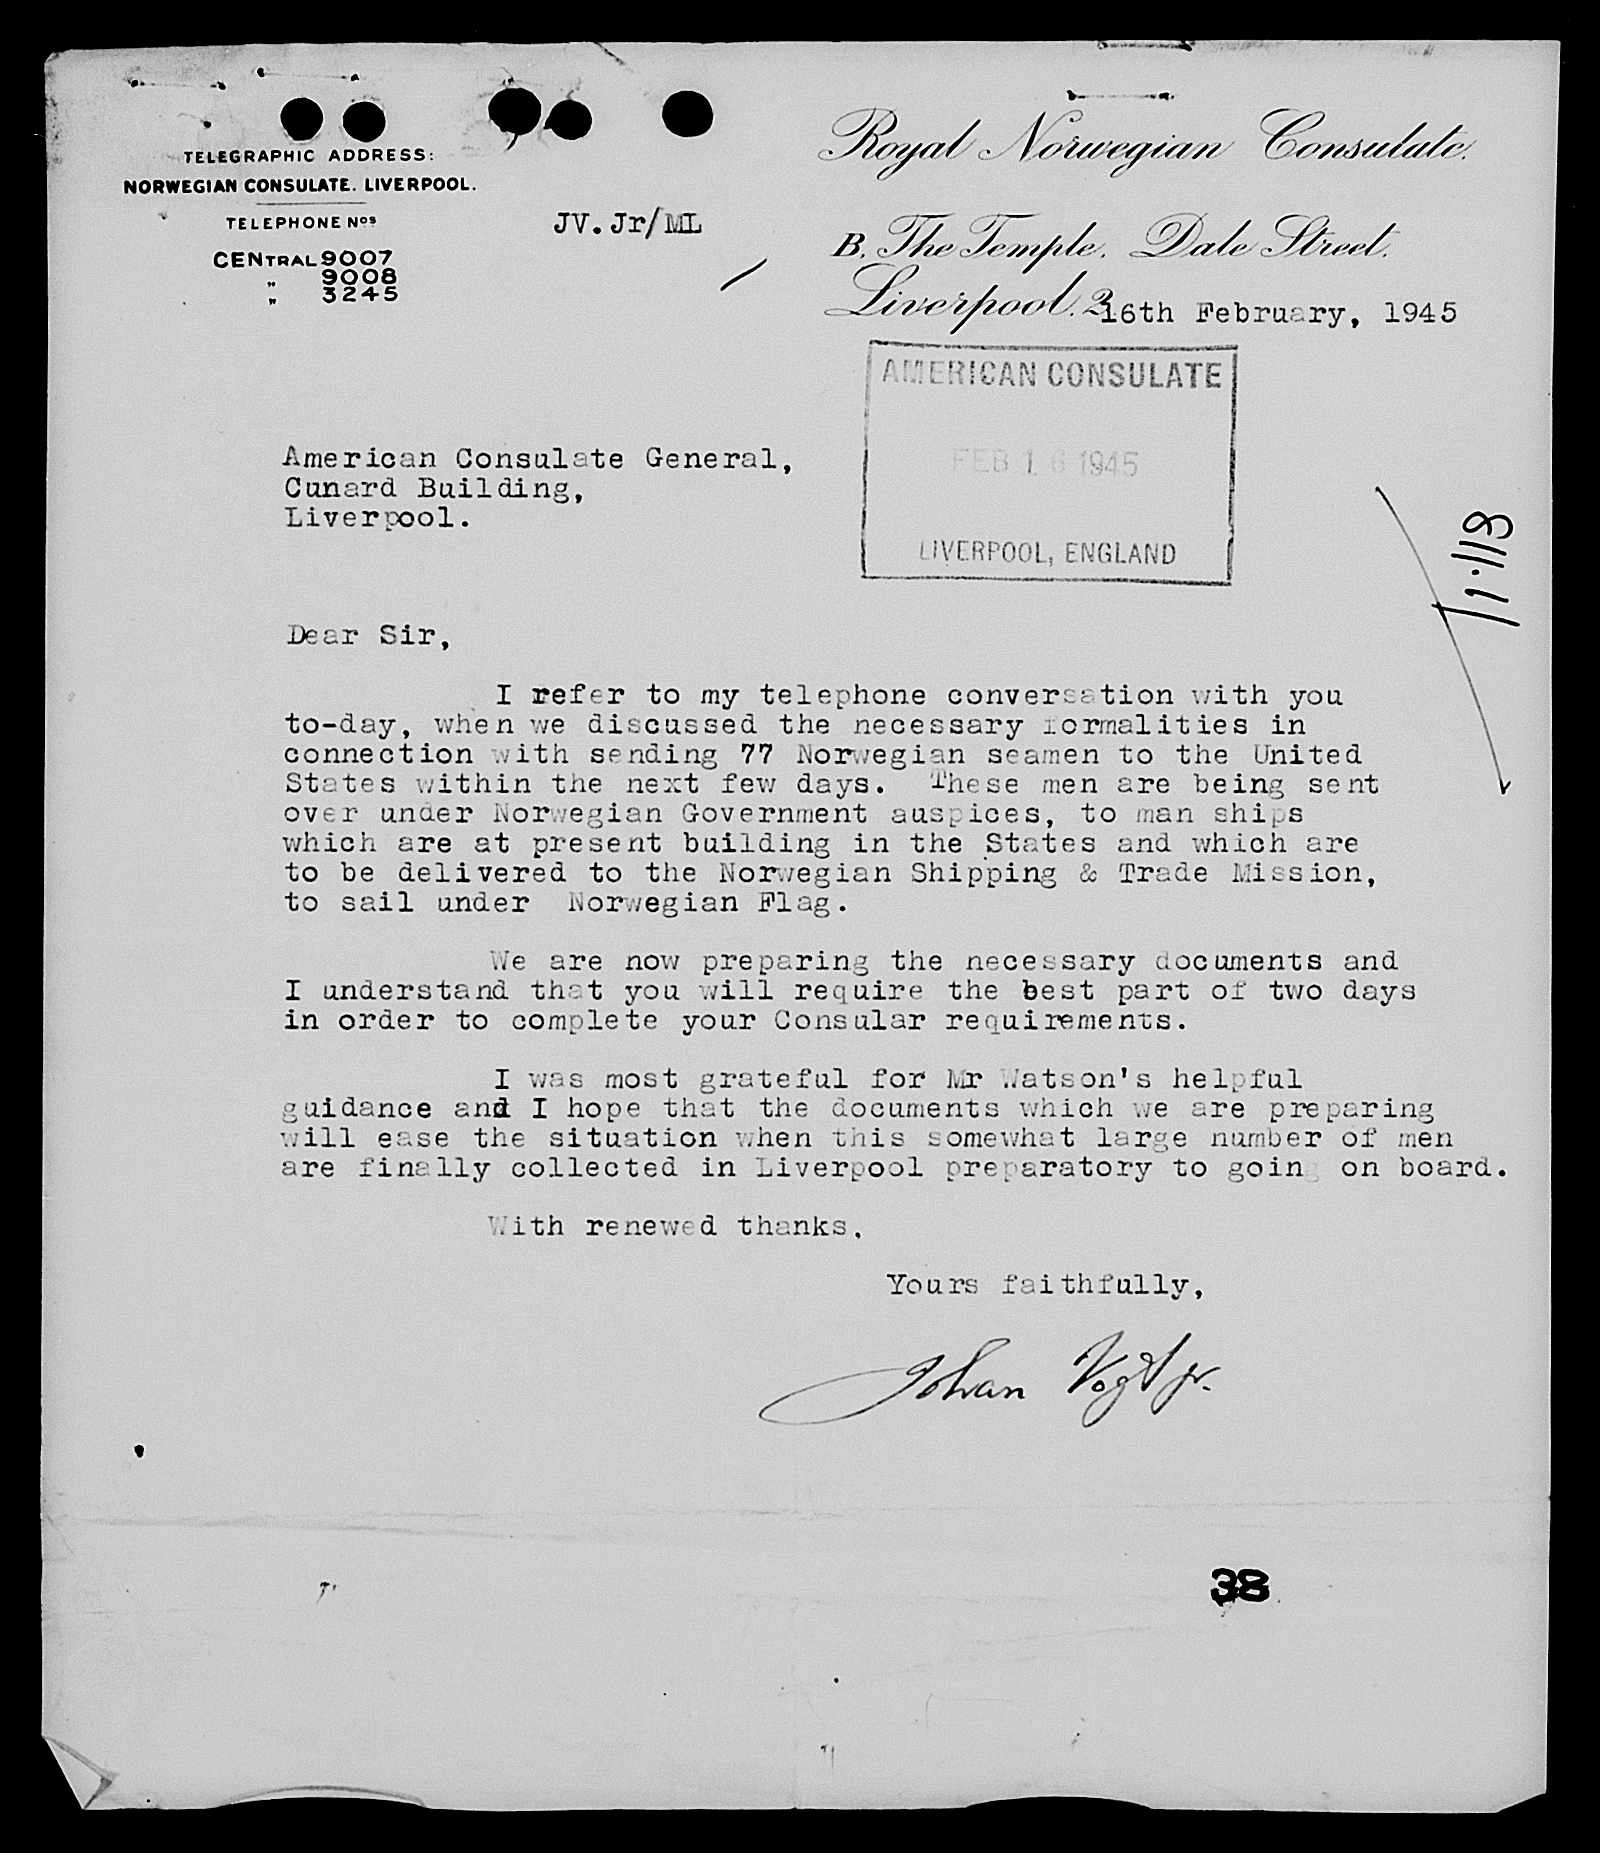 TELEGRAPHIC ADDRESS:
NORWEGIAN CONSULATE. LIVERPOOL.
TELEPHONE Nos
CENTRAL 9007
" 9008
" 3245
JV.Jr/ML
Royal Norwegian Consulate.
B. The Temple. Dale Street.
Liverpool. 2
16th February, 1945
AMERICAN CONSULATE
FEB 16 1945
LIVERPOOL, ENGLAND
American Consulate General,
Cunard Building,
Liverpool.
Dear Sir,
I refer to my telephone conversation with you
to-day, when we discussed the necessary formalities in
connection with sending 77 Norwegian seamen to the United
States within the next few days. These men are being sent
over under Norwegian Government auspices, to man ships
which are at present building in the States and which are
to be delivered to the Norwegian Shipping & Trade Mission,
to sail under Norwegian Flag.
We are now preparing the necessary documents and
I understand that you will require the best part of two days
in order to complete your Consular requirements.
I was most grateful for Mr Watson's helpful
guidance and I hope that the documents which we are preparing
will ease the situation when this somewhat large number of men
are finally collected in Liverpool preparatory to going on board.
With renewed thanks.
Yours faithfully,
Johan Vogt jr.
38